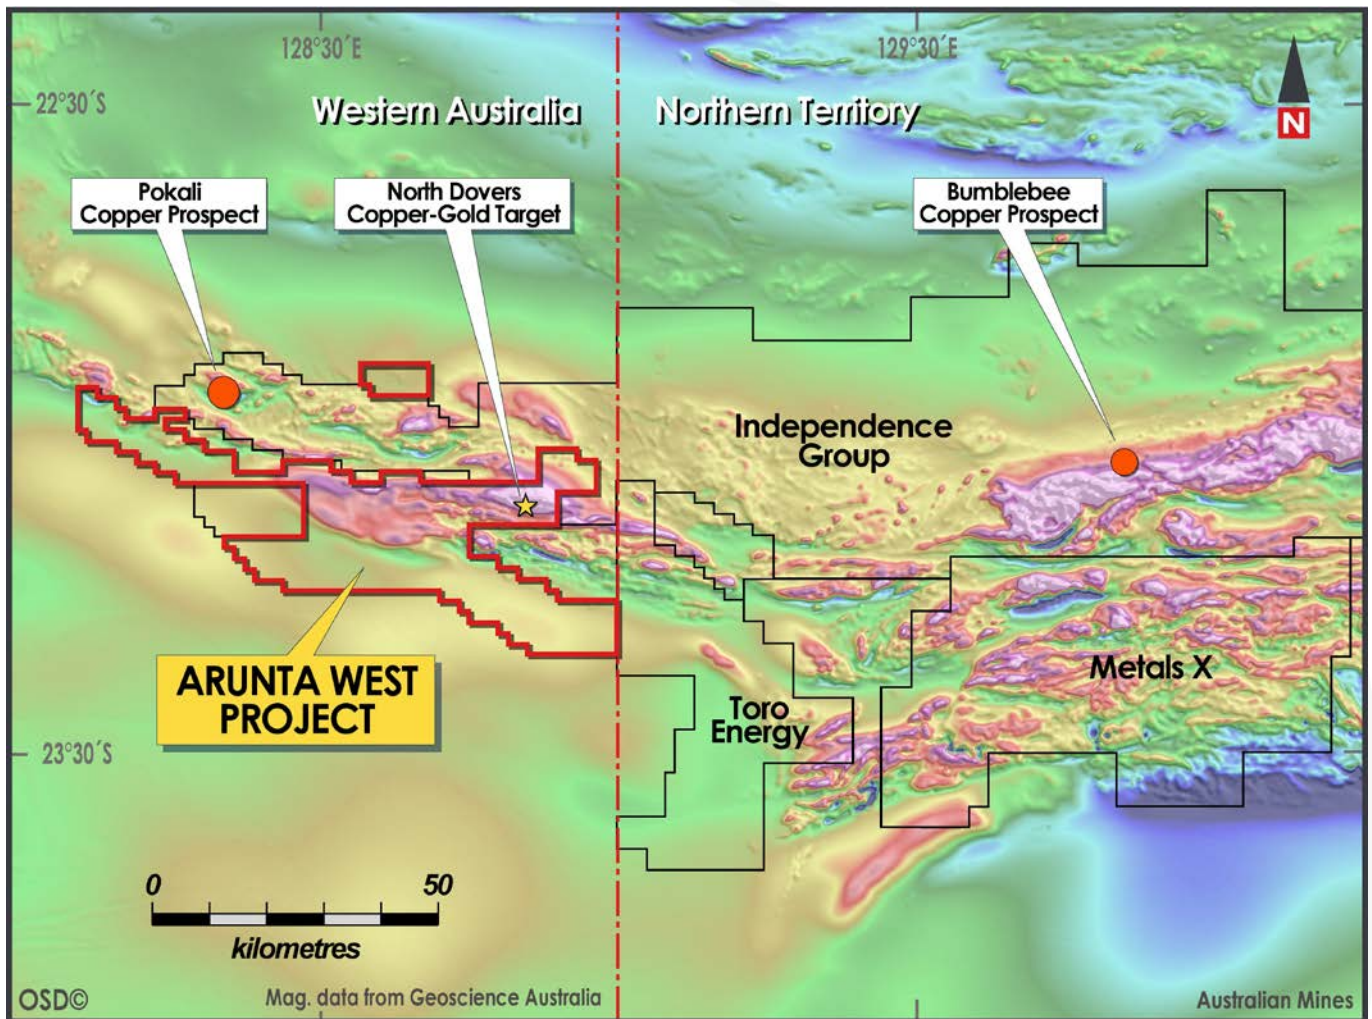 128°30´E
129°30´E
22°30´S
Western Australia
Northern Territory
N
Pokali
Copper Prospect
North Dovers
Copper-Gold Target
Bumblebee
Copper Prospect
Independence
Group
ARUNTA WEST
PROJECT
Metals X
Toro
Energy
23°30´S
0
50
kilometres
OSD©
Mag. data from Geoscience Australia
Australian Mines